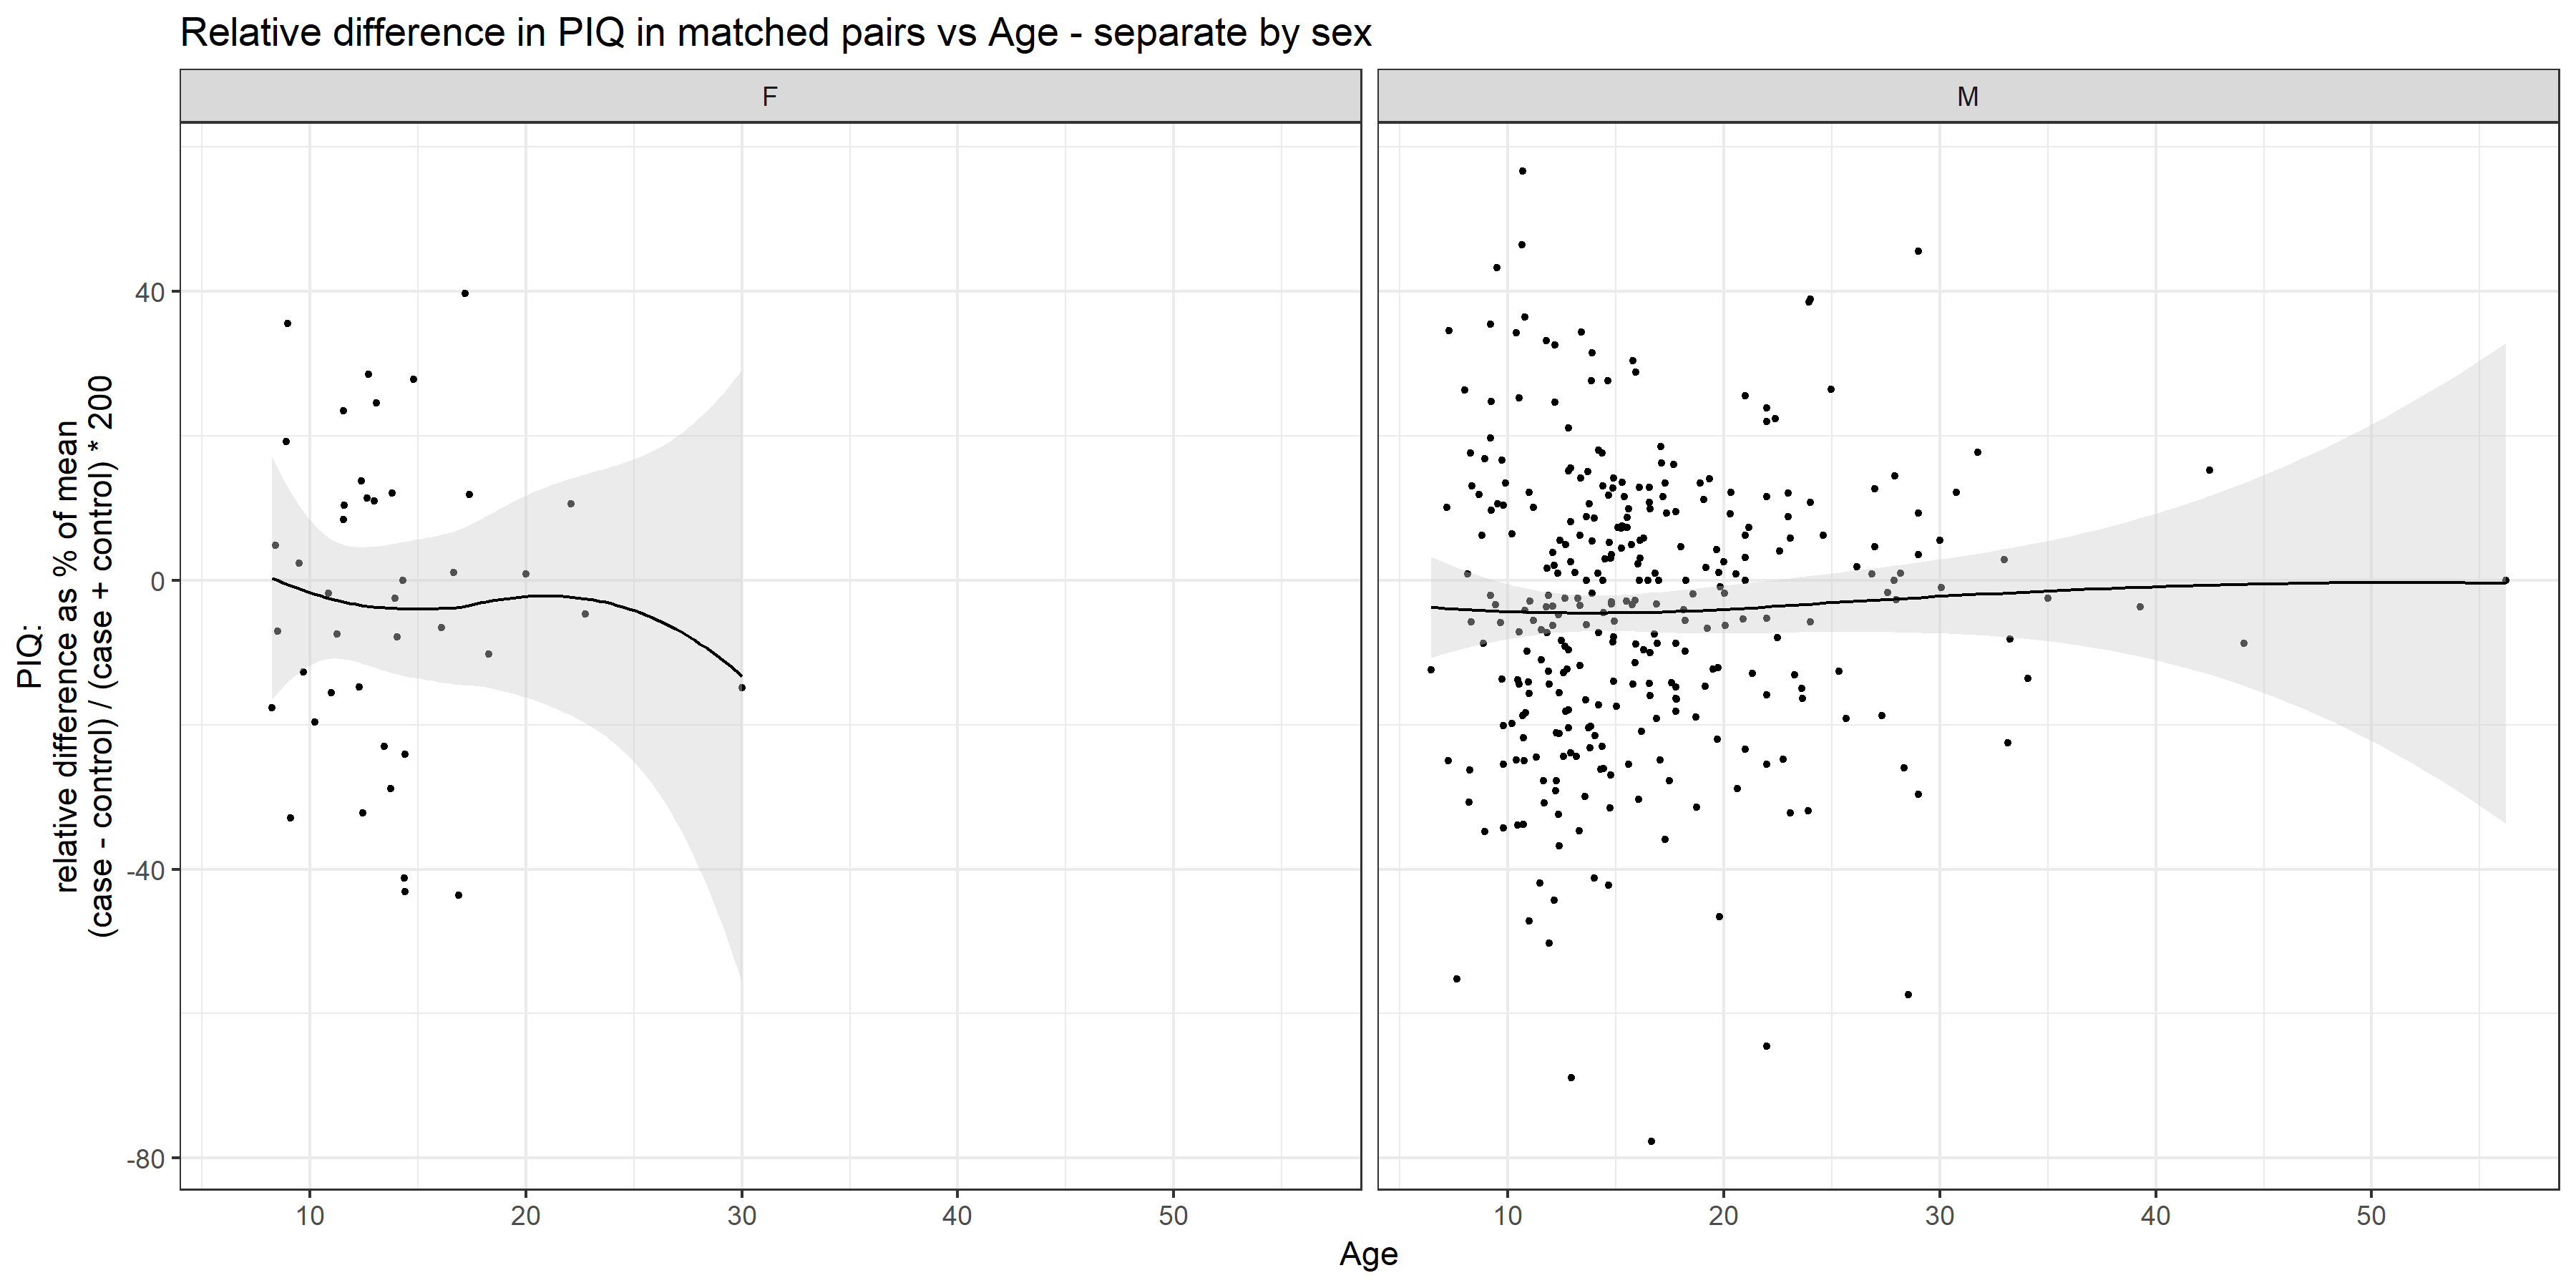 Relative difference in PIQ in matched pairs vs Age - separate by sex
F
M
PIQ:
relative difference as % of mean
(case - control) / (case + control) * 200
40
0
-40
-80
10 20 30 40 50
10 20 30 40 50
Age